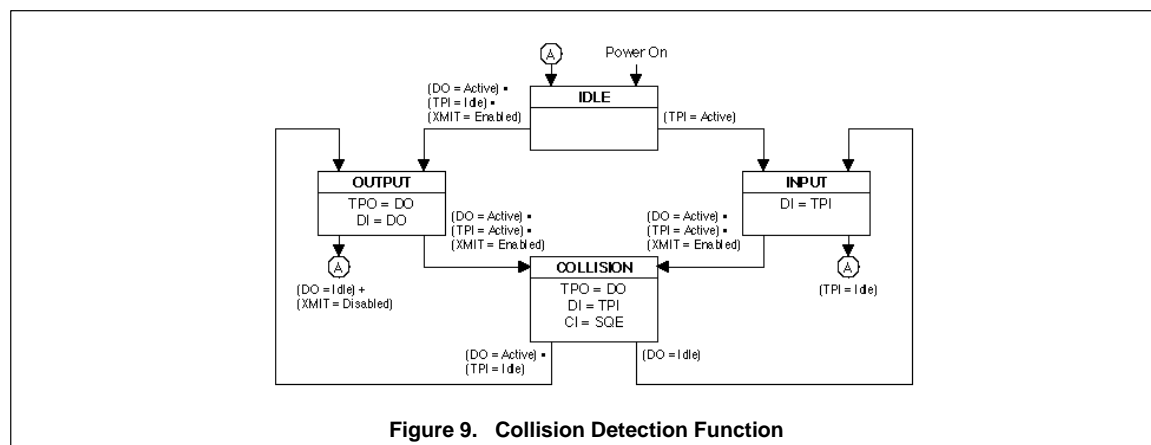 A
Power On
(DO = Active) •
(TPI = Idle) •
(XMIT = Enabled)
IDLE
(TPI = Active)
OUTPUT
TPO = DO
DI = DO
INPUT
DI = TPI
(DO = Active) •
(TPI = Active) •
(XMIT = Enabled)
(DO = Active) •
(TPI = Active) •
(XMIT = Enabled)
A
(DO = Idle) +
(XMIT = Disabled)
COLLISION
TPO = DO
DI = TPI
CI = SQE
A
(TPI = Idle)
(DO = Active) •
(TPI = Idle)
(DO = Idle)
Figure 9. Collision Detection Function